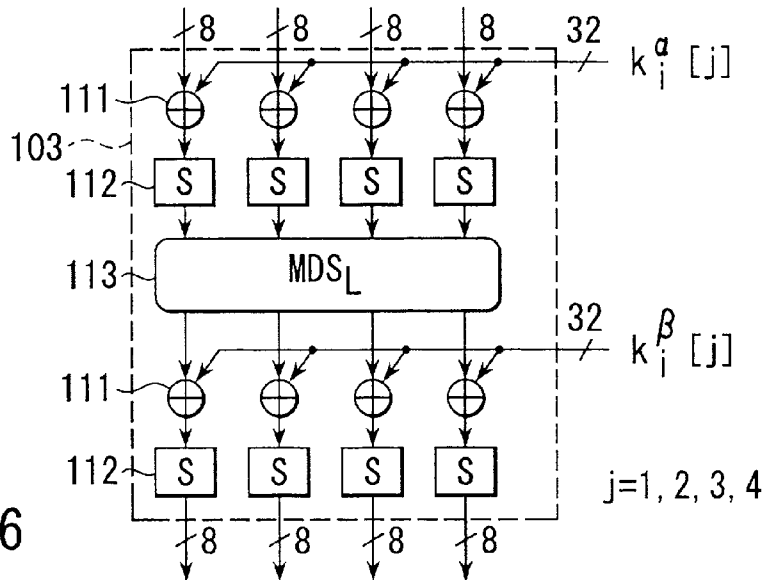 8 8 8 8
32
k_i^α [j]
111
103
112 S S S S
113 MDS_L
32
k_i^β [j]
111
112 S S S S
j=1, 2, 3, 4
6
8 8 8 8